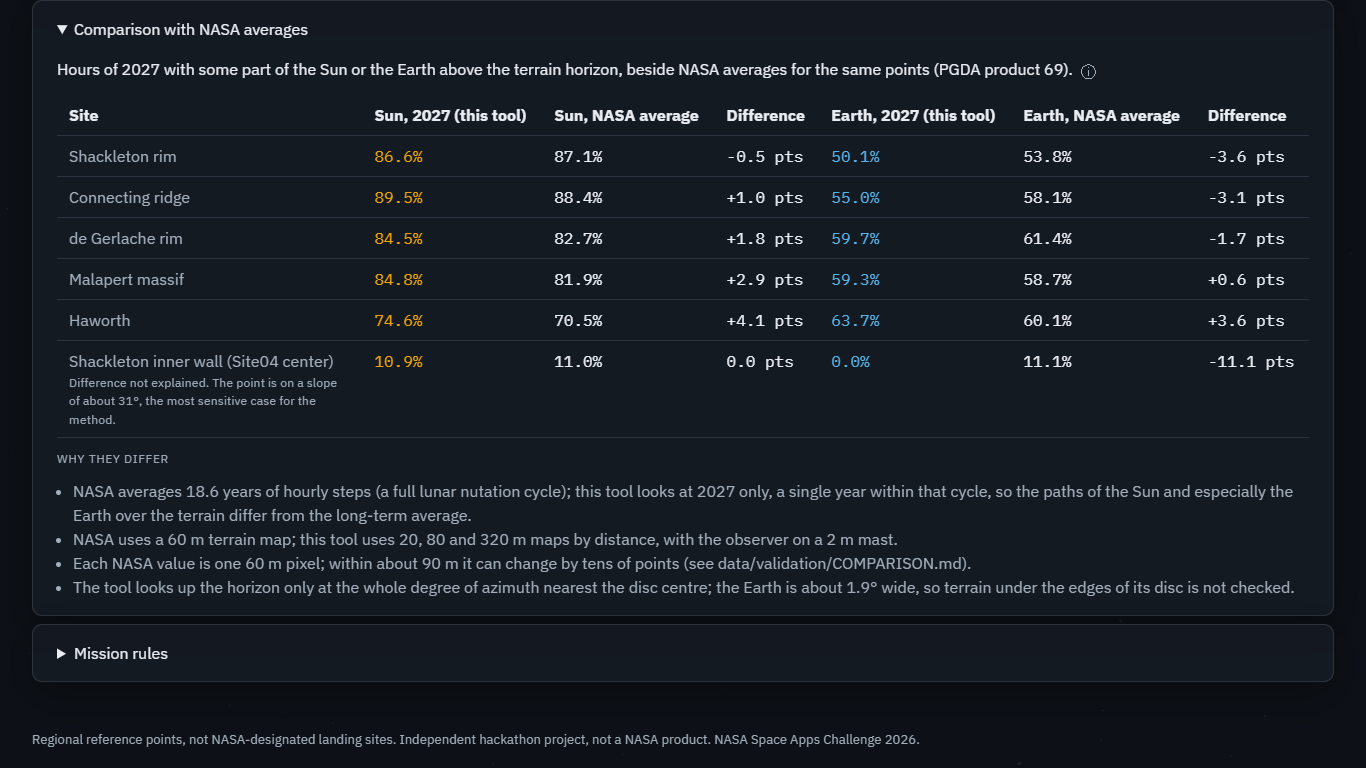 ▼ Comparison with NASA averages
Hours of 2027 with some part of the Sun or the Earth above the terrain horizon, beside NASA averages for the same points (PGDA product 69). ⓘ
Site Sun, 2027 (this tool) Sun, NASA average Difference Earth, 2027 (this tool) Earth, NASA average Difference
Shackleton rim 86.6% 87.1% -0.5 pts 50.1% 53.8% -3.6 pts
Connecting ridge 89.5% 88.4% +1.0 pts 55.0% 58.1% -3.1 pts
de Gerlache rim 84.5% 82.7% +1.8 pts 59.7% 61.4% -1.7 pts
Malapert massif 84.8% 81.9% +2.9 pts 59.3% 58.7% +0.6 pts
Haworth 74.6% 70.5% +4.1 pts 63.7% 60.1% +3.6 pts
Shackleton inner wall (Site04 center) 10.9% 11.0% 0.0 pts 0.0% 11.1% -11.1 pts
Difference not explained. The point is on a slope
of about 31°, the most sensitive case for the
method.
WHY THEY DIFFER
• NASA averages 18.6 years of hourly steps (a full lunar nutation cycle); this tool looks at 2027 only, a single year within that cycle, so the paths of the Sun and especially the
Earth over the terrain differ from the long-term average.
• NASA uses a 60 m terrain map; this tool uses 20, 80 and 320 m maps by distance, with the observer on a 2 m mast.
• Each NASA value is one 60 m pixel; within about 90 m it can change by tens of points (see data/validation/COMPARISON.md).
• The tool looks up the horizon only at the whole degree of azimuth nearest the disc centre; the Earth is about 1.9° wide, so terrain under the edges of its disc is not checked.
▶ Mission rules
Regional reference points, not NASA-designated landing sites. Independent hackathon project, not a NASA product. NASA Space Apps Challenge 2026.